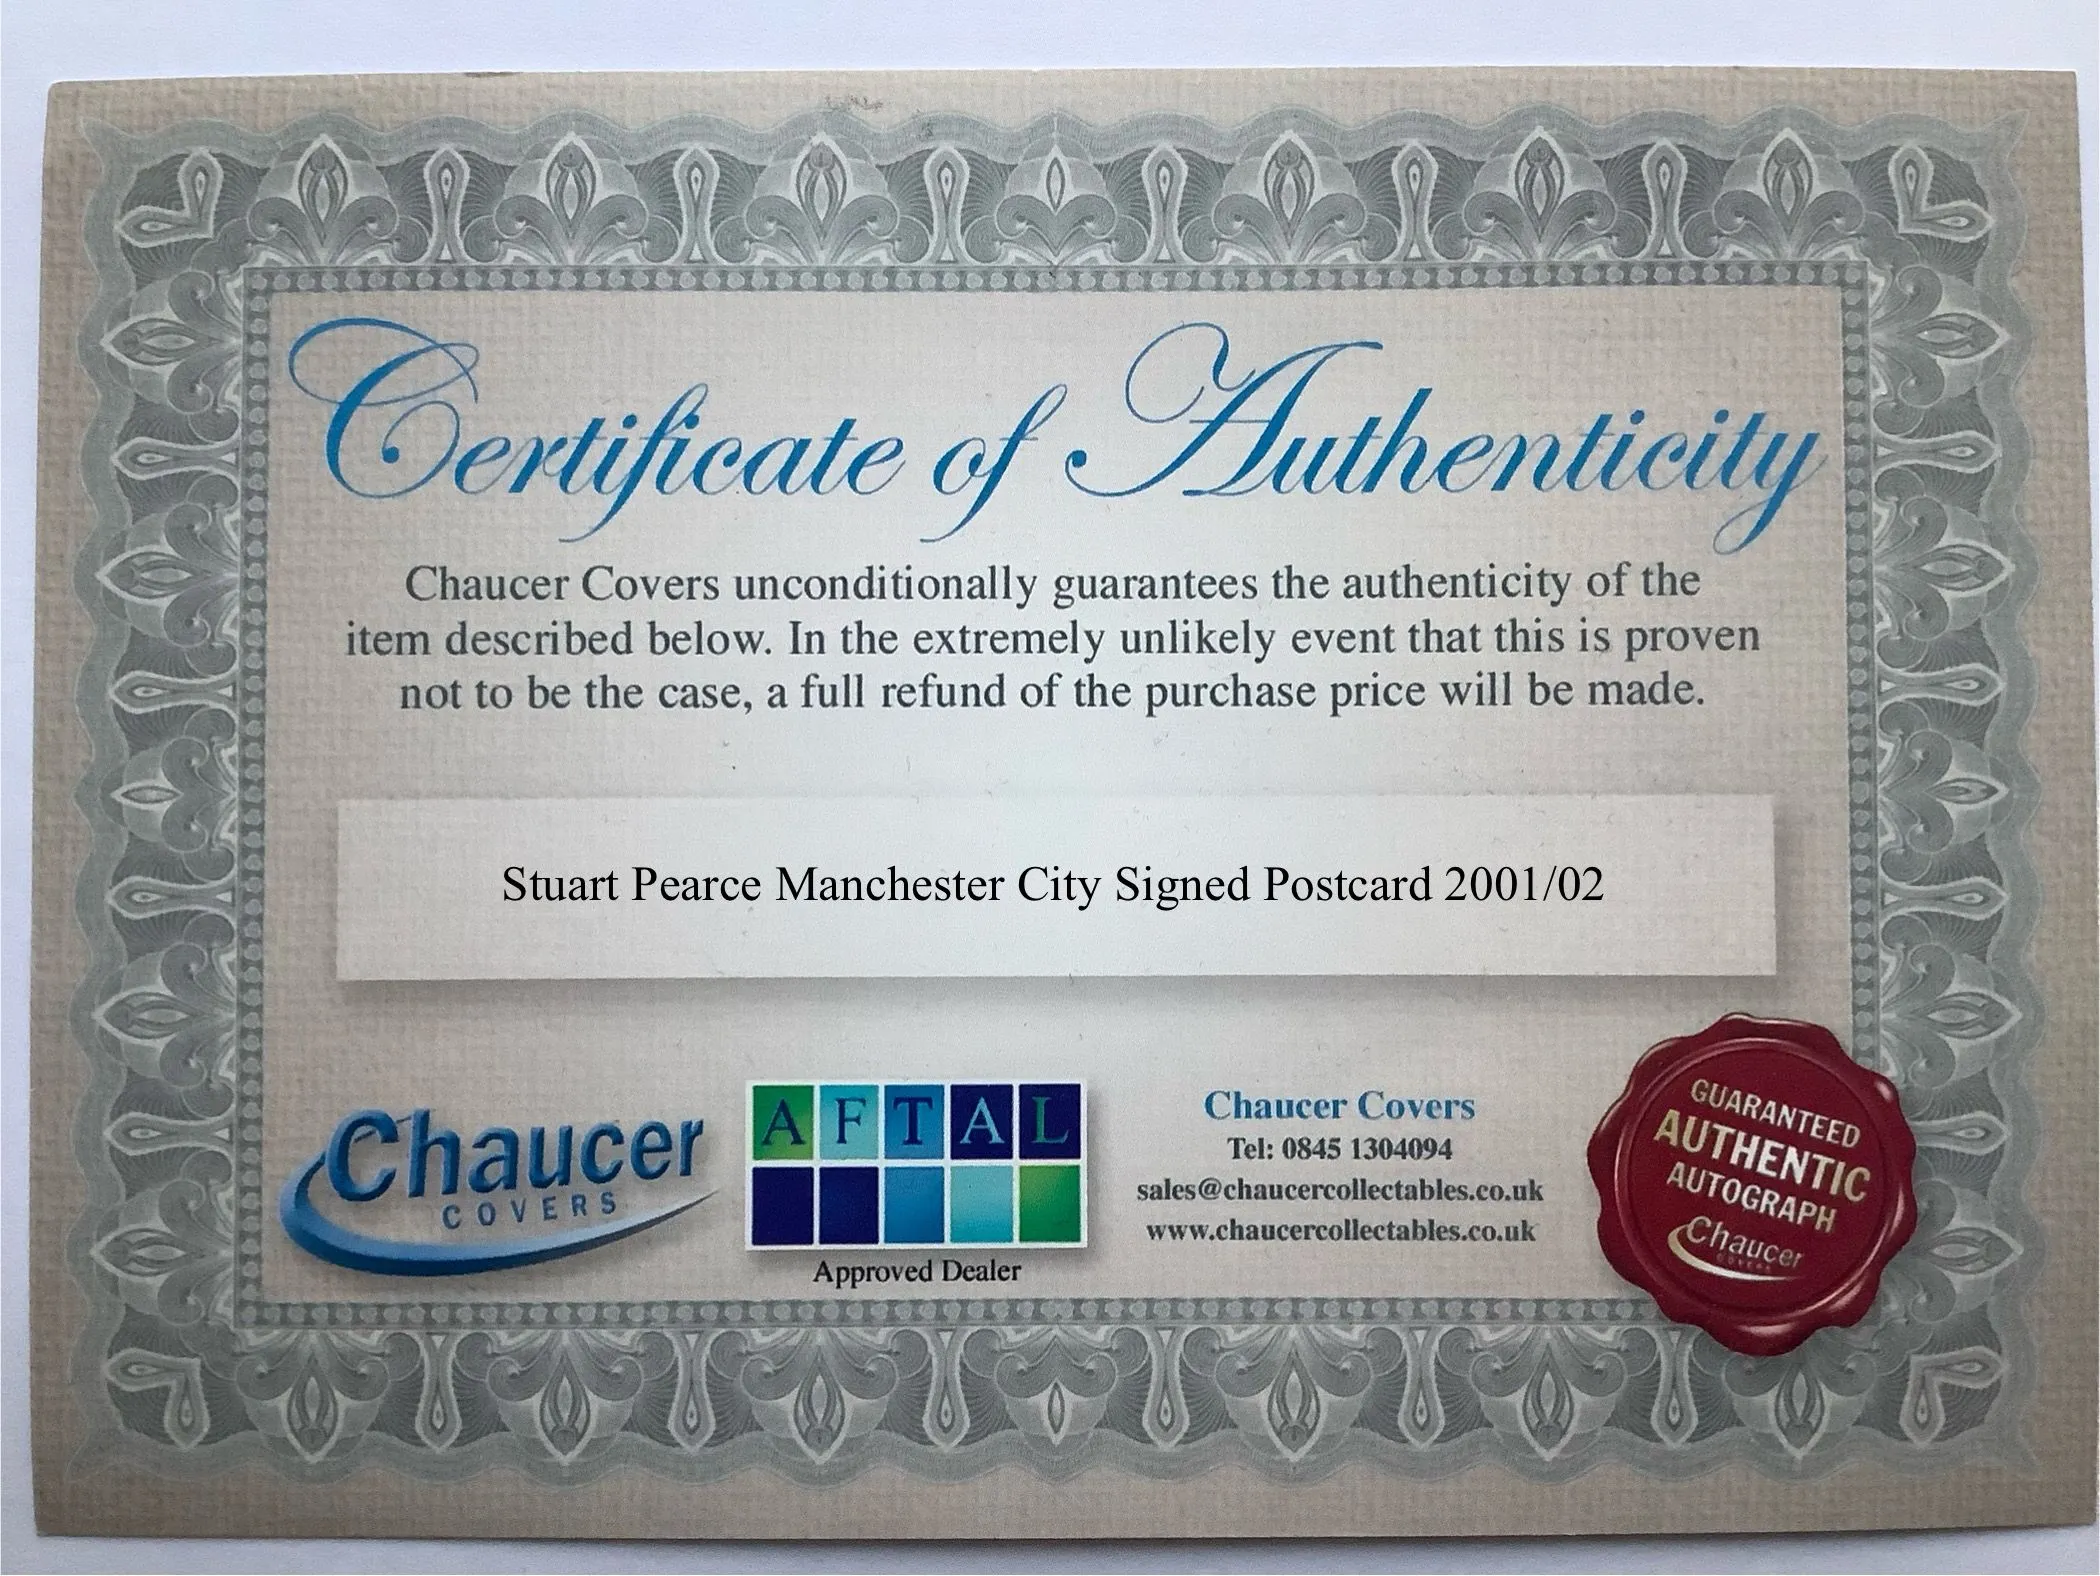 Certificate of Authenticity
Chaucer Covers unconditionally guarantees the authenticity of the
item described below. In the extremely unlikely event that this is proven
not to be the case, a full refund of the purchase price will be made.
Stuart Pearce Manchester City Signed Postcard 2001/02
Chaucer
COVERS
AFTAL
Approved Dealer
Chaucer Covers
Tel: 0845 1304094
sales@chaucercollectables.co.uk
www.chaucercollectables.co.uk
GUARANTEED
AUTHENTIC
AUTOGRAPH
Chaucer
COVERS